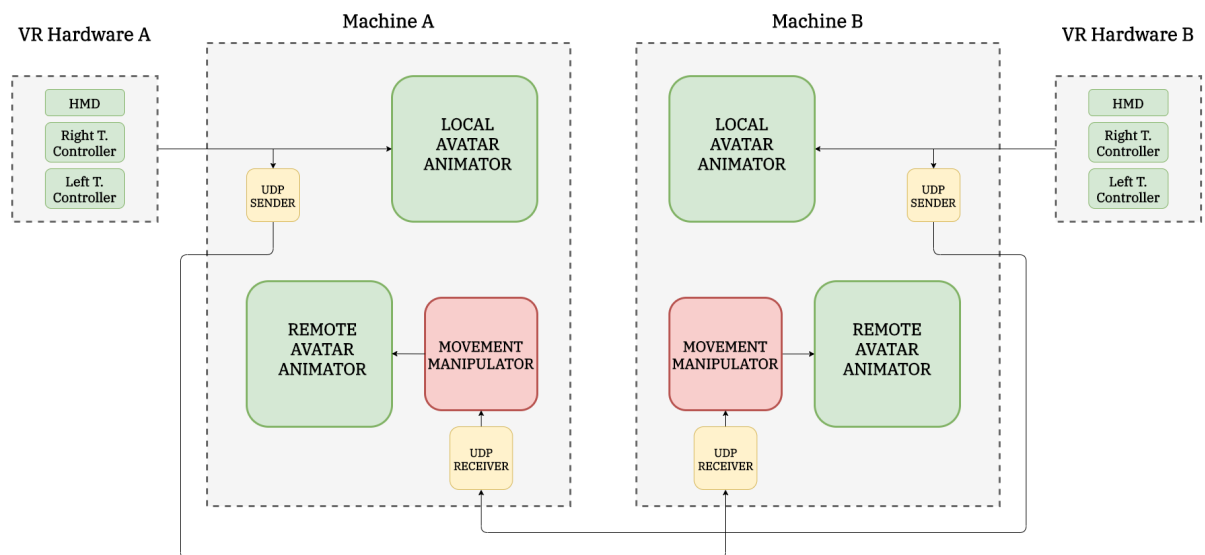 VR Hardware A
HMD
Right T.
Controller
Left T.
Controller
Machine A
LOCAL
AVATAR
ANIMATOR
UDP
SENDER
REMOTE
AVATAR
ANIMATOR
MOVEMENT
MANIPULATOR
UDP
RECEIVER
Machine B
LOCAL
AVATAR
ANIMATOR
UDP
SENDER
MOVEMENT
MANIPULATOR
REMOTE
AVATAR
ANIMATOR
UDP
RECEIVER
VR Hardware B
HMD
Right T.
Controller
Left T.
Controller